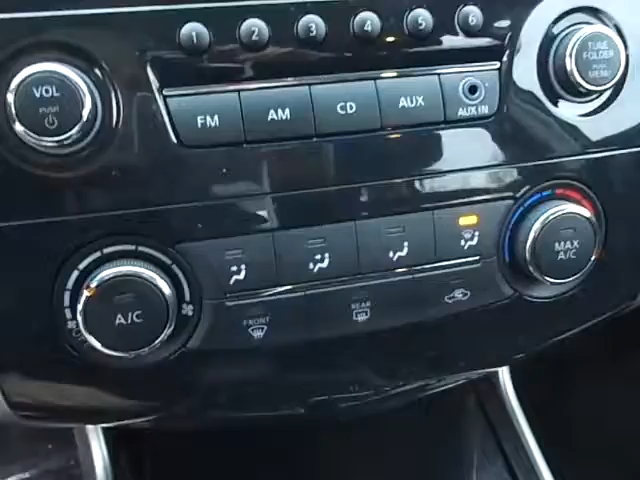 1 2 3 4 5 6
VOL
PUSH
TUNE
FOLDER
PUSH
MENU
FM AM CD AUX AUX IN
A/C
MAX
A/C
FRONT
REAR